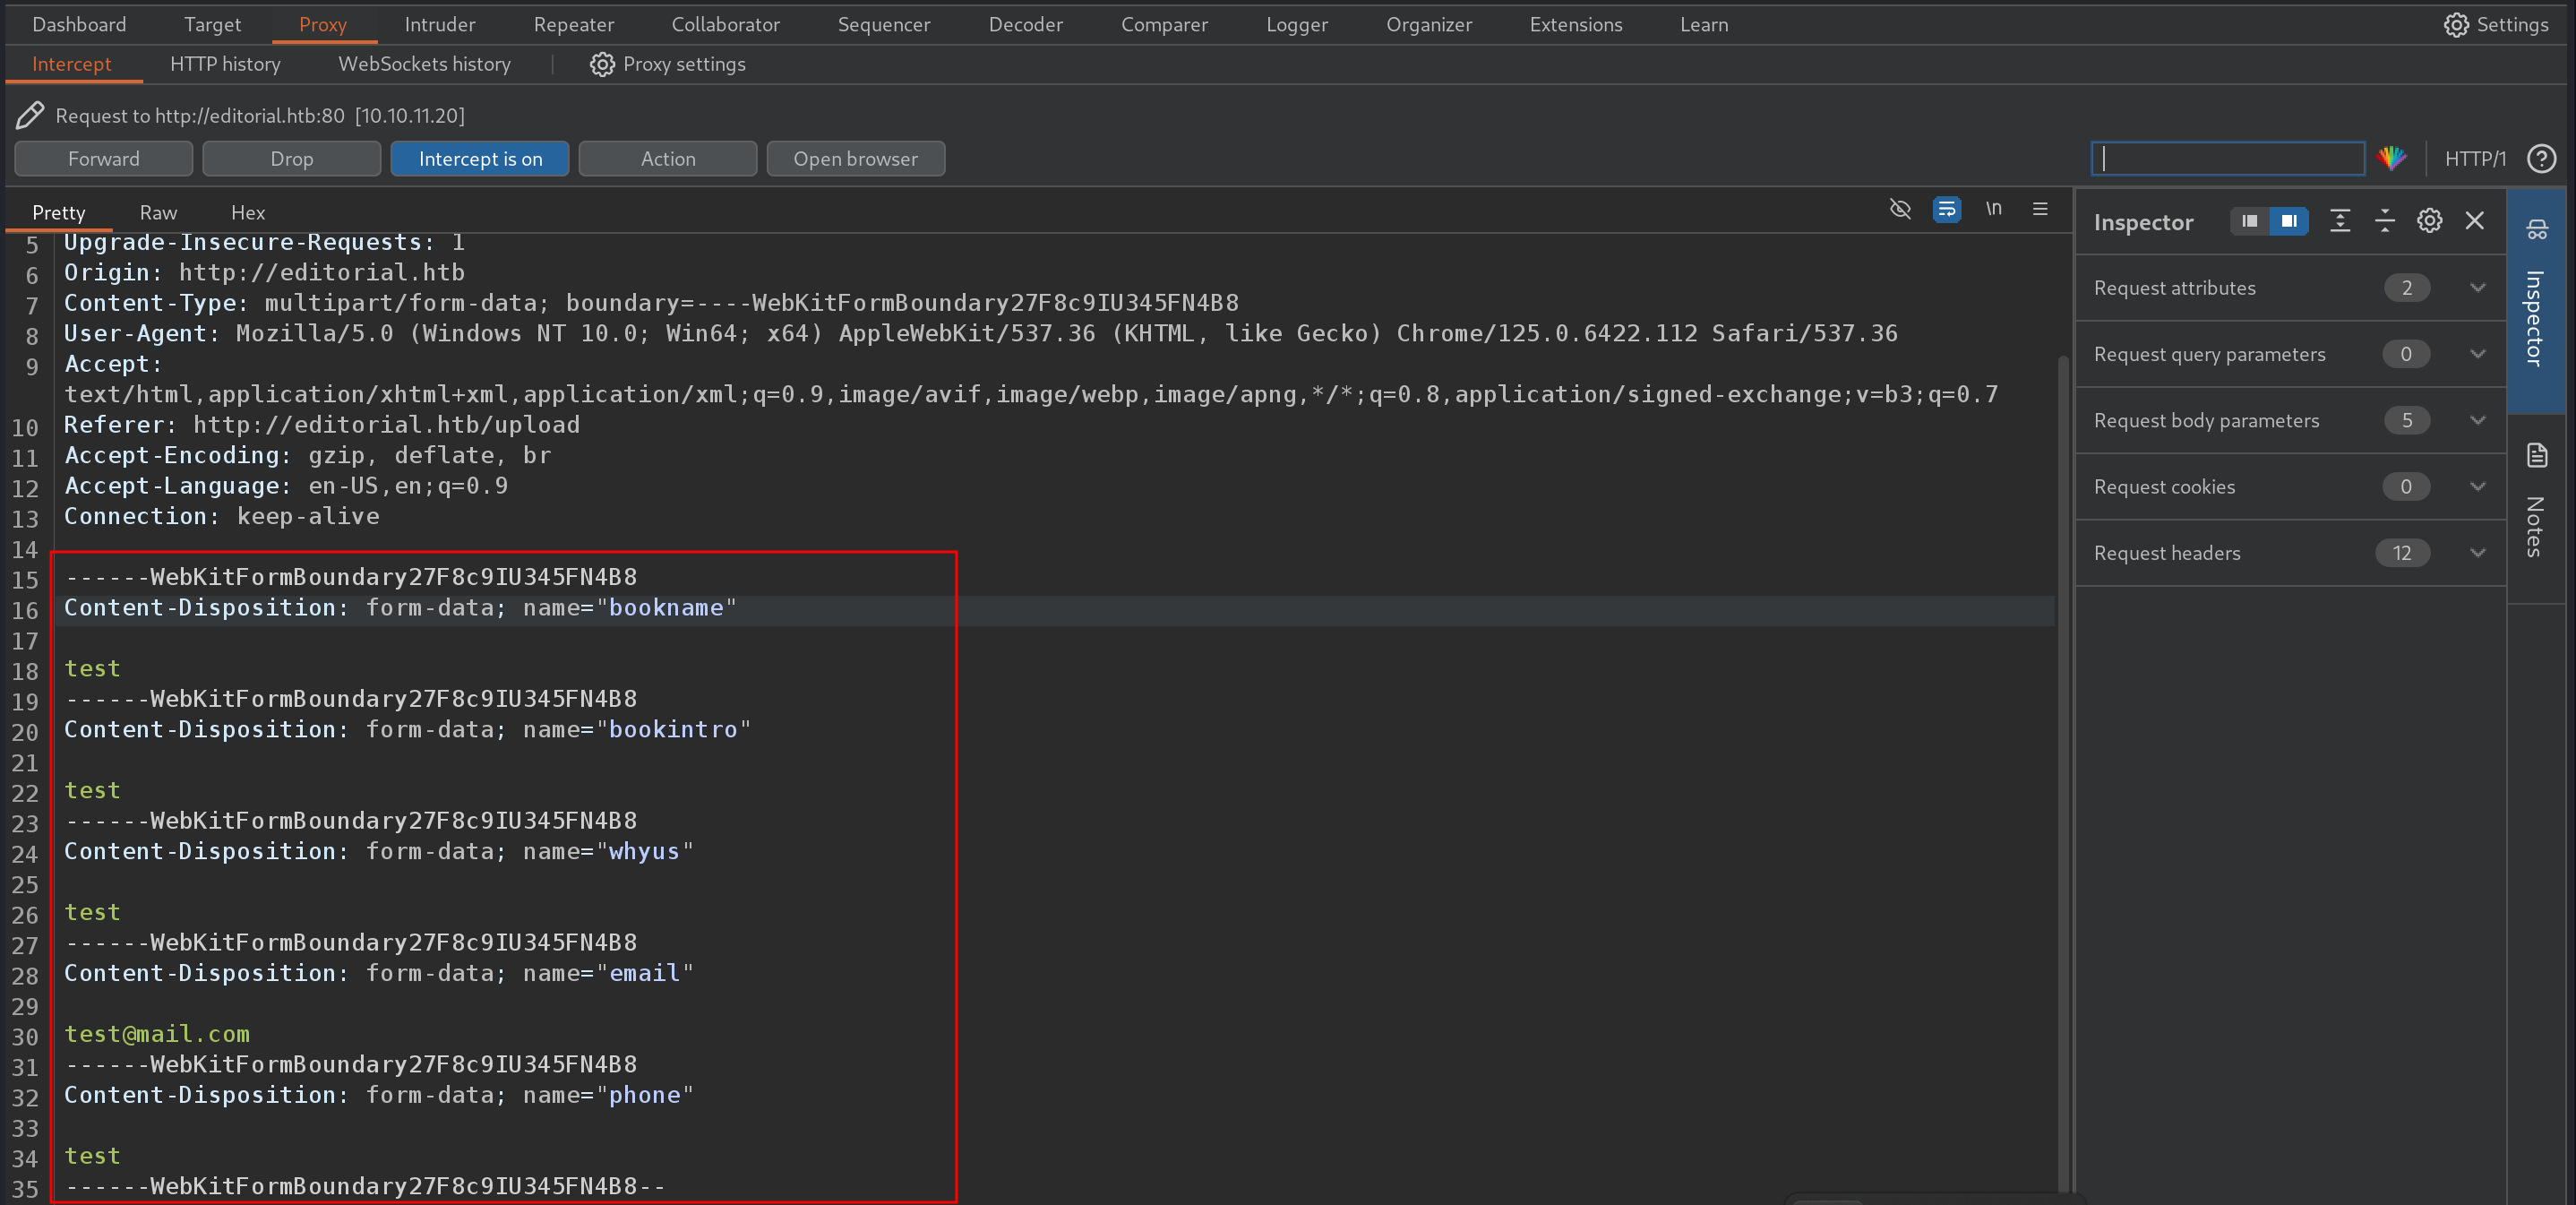 Dashboard Target Proxy Intruder Repeater Collaborator Sequencer Decoder Comparer Logger Organizer Extensions Learn Settings
Intercept HTTP history WebSockets history Proxy settings
Request to http://editorial.htb:80 [10.10.11.20]
Forward Drop Intercept is on Action Open browser HTTP/1 ?
Pretty Raw Hex \n
5 Upgrade-Insecure-Requests: 1
6 Origin: http://editorial.htb
7 Content-Type: multipart/form-data; boundary=----WebKitFormBoundary27F8c9IU345FN4B8
8 User-Agent: Mozilla/5.0 (Windows NT 10.0; Win64; x64) AppleWebKit/537.36 (KHTML, like Gecko) Chrome/125.0.6422.112 Safari/537.36
9 Accept:
text/html,application/xhtml+xml,application/xml;q=0.9,image/avif,image/webp,image/apng,*/*;q=0.8,application/signed-exchange;v=b3;q=0.7
10 Referer: http://editorial.htb/upload
11 Accept-Encoding: gzip, deflate, br
12 Accept-Language: en-US,en;q=0.9
13 Connection: keep-alive
14
15 ------WebKitFormBoundary27F8c9IU345FN4B8
16 Content-Disposition: form-data; name="bookname"
17
18 test
19 ------WebKitFormBoundary27F8c9IU345FN4B8
20 Content-Disposition: form-data; name="bookintro"
21
22 test
23 ------WebKitFormBoundary27F8c9IU345FN4B8
24 Content-Disposition: form-data; name="whyus"
25
26 test
27 ------WebKitFormBoundary27F8c9IU345FN4B8
28 Content-Disposition: form-data; name="email"
29
30 test@mail.com
31 ------WebKitFormBoundary27F8c9IU345FN4B8
32 Content-Disposition: form-data; name="phone"
33
34 test
35 ------WebKitFormBoundary27F8c9IU345FN4B8--
Inspector
Request attributes 2
Request query parameters 0
Request body parameters 5
Request cookies 0
Request headers 12
Inspector
Notes